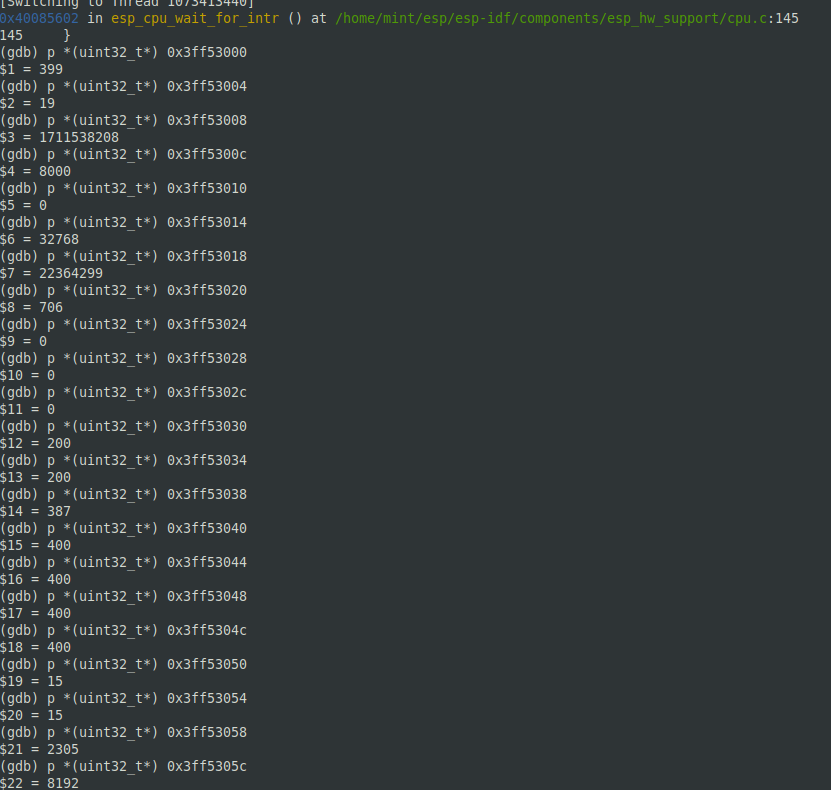 [Switching to Thread 1073413440]
0x40085602 in esp_cpu_wait_for_intr () at /home/mint/esp/esp-idf/components/esp_hw_support/cpu.c:145
145     }
(gdb) p *(uint32_t*) 0x3ff53000
$1 = 399
(gdb) p *(uint32_t*) 0x3ff53004
$2 = 19
(gdb) p *(uint32_t*) 0x3ff53008
$3 = 1711538208
(gdb) p *(uint32_t*) 0x3ff5300c
$4 = 8000
(gdb) p *(uint32_t*) 0x3ff53010
$5 = 0
(gdb) p *(uint32_t*) 0x3ff53014
$6 = 32768
(gdb) p *(uint32_t*) 0x3ff53018
$7 = 22364299
(gdb) p *(uint32_t*) 0x3ff53020
$8 = 706
(gdb) p *(uint32_t*) 0x3ff53024
$9 = 0
(gdb) p *(uint32_t*) 0x3ff53028
$10 = 0
(gdb) p *(uint32_t*) 0x3ff5302c
$11 = 0
(gdb) p *(uint32_t*) 0x3ff53030
$12 = 200
(gdb) p *(uint32_t*) 0x3ff53034
$13 = 200
(gdb) p *(uint32_t*) 0x3ff53038
$14 = 387
(gdb) p *(uint32_t*) 0x3ff53040
$15 = 400
(gdb) p *(uint32_t*) 0x3ff53044
$16 = 400
(gdb) p *(uint32_t*) 0x3ff53048
$17 = 400
(gdb) p *(uint32_t*) 0x3ff5304c
$18 = 400
(gdb) p *(uint32_t*) 0x3ff53050
$19 = 15
(gdb) p *(uint32_t*) 0x3ff53054
$20 = 15
(gdb) p *(uint32_t*) 0x3ff53058
$21 = 2305
(gdb) p *(uint32_t*) 0x3ff5305c
$22 = 8192